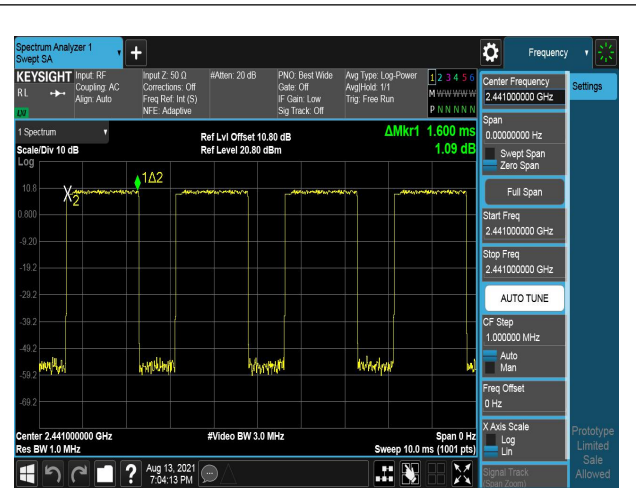 Spectrum Analyzer 1
Swept SA
Frequency
KEYSIGHT
RL
LXI
Input: RF
Coupling: AC
Align: Auto
Input Z: 50 Ω
Corrections: Off
Freq Ref: Int (S)
NFE: Adaptive
#Atten: 20 dB
PNO: Best Wide
Gate: Off
IF Gain: Low
Sig Track: Off
Avg Type: Log-Power
Avg|Hold: 1/1
Trig: Free Run
1 2 3 4 5 6
M W W W W W
P N N N N N
1 Spectrum
Scale/Div 10 dB
Log
Ref Lvl Offset 10.80 dB
Ref Level 20.80 dBm
ΔMkr1 1.600 ms
1.09 dB
10.8
0.800
-9.20
-19.2
-29.2
-39.2
-49.2
-59.2
-69.2
X2
1Δ2
Center 2.441000000 GHz
Res BW 1.0 MHz
#Video BW 3.0 MHz
Span 0 Hz
Sweep 10.0 ms (1001 pts)
Aug 13, 2021
7:04:13 PM
Center Frequency
2.441000000 GHz
Span
0.00000000 Hz
Swept Span
Zero Span
Full Span
Start Freq
2.441000000 GHz
Stop Freq
2.441000000 GHz
AUTO TUNE
CF Step
1.000000 MHz
Auto
Man
Freq Offset
0 Hz
X Axis Scale
Log
Lin
Signal Track
(Span Zoom)
Settings
Prototype
Limited
Sale
Allowed